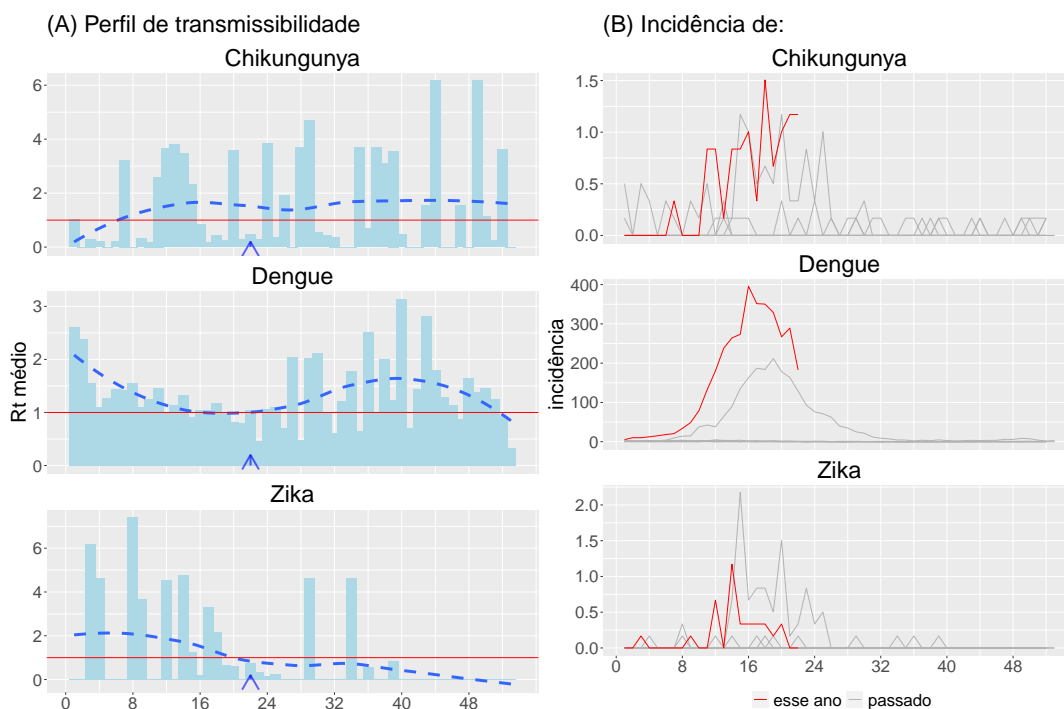 (A) Perfil de transmissibilidade
Chikungunya
6
4
2
0
Dengue
3
2
1
0
Rt médio
Zika
6
4
2
0
0 8 16 24 32 40 48
(B) Incidência de:
Chikungunya
1.5
1.0
0.5
0.0
Dengue
400
300
200
100
0
incidência
Zika
2.0
1.5
1.0
0.5
0.0
0 8 16 24 32 40 48
esse ano passado